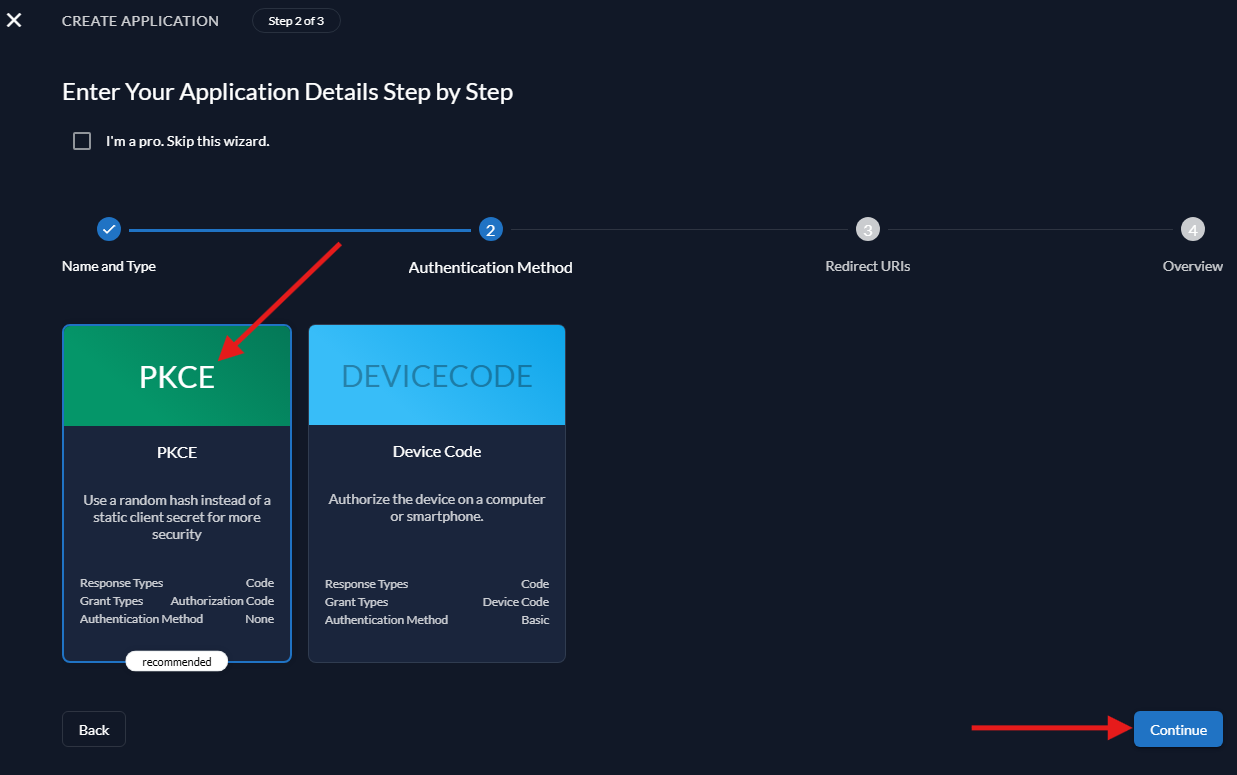 CREATE APPLICATION
Step 2 of 3
Enter Your Application Details Step by Step
I'm a pro. Skip this wizard.
2
3
4
Name and Type
Authentication Method
Redirect URIs
Overview
PKCE
PKCE
Use a random hash instead of a
static client secret for more
security
Response Types Code
Grant Types Authorization Code
Authentication Method None
recommended
DEVICECODE
Device Code
Authorize the device on a computer
or smartphone.
Response Types Code
Grant Types Device Code
Authentication Method Basic
Back
Continue